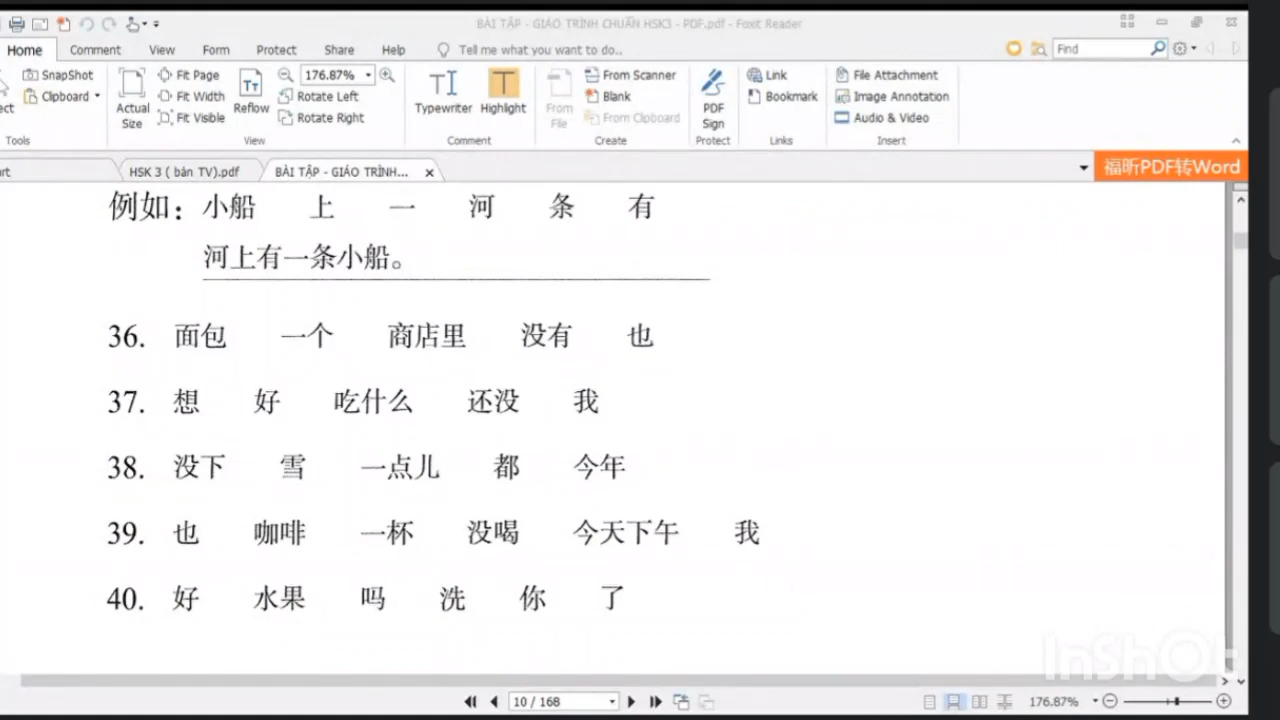 BÀI TẬP - GIÁO TRÌNH CHUẨN HSK3 - PDF.pdf - Foxit Reader
Home Comment View Form Protect Share Help Tell me what you want to do.. Find
SnapShot Fit Page 176.87% From Scanner Link File Attachment
ect Clipboard Actual Size Fit Width Reflow Rotate Left Typewriter Highlight From File Blank PDF Sign Bookmark Image Annotation
Fit Visible Rotate Right From Clipboard Audio & Video
Tools View Comment Create Protect Links Insert
rt HSK 3 ( bản TV).pdf BÀI TẬP - GIÁO TRÌNH... 福昕PDF转Word
例如：小船 上 一 河 条 有
河上有一条小船。
36. 面包 一个 商店里 没有 也
37. 想 好 吃什么 还没 我
38. 没下 雪 一点儿 都 今年
39. 也 咖啡 一杯 没喝 今天下午 我
40. 好 水果 吗 洗 你 了
InShOt
10 / 168 176.87%